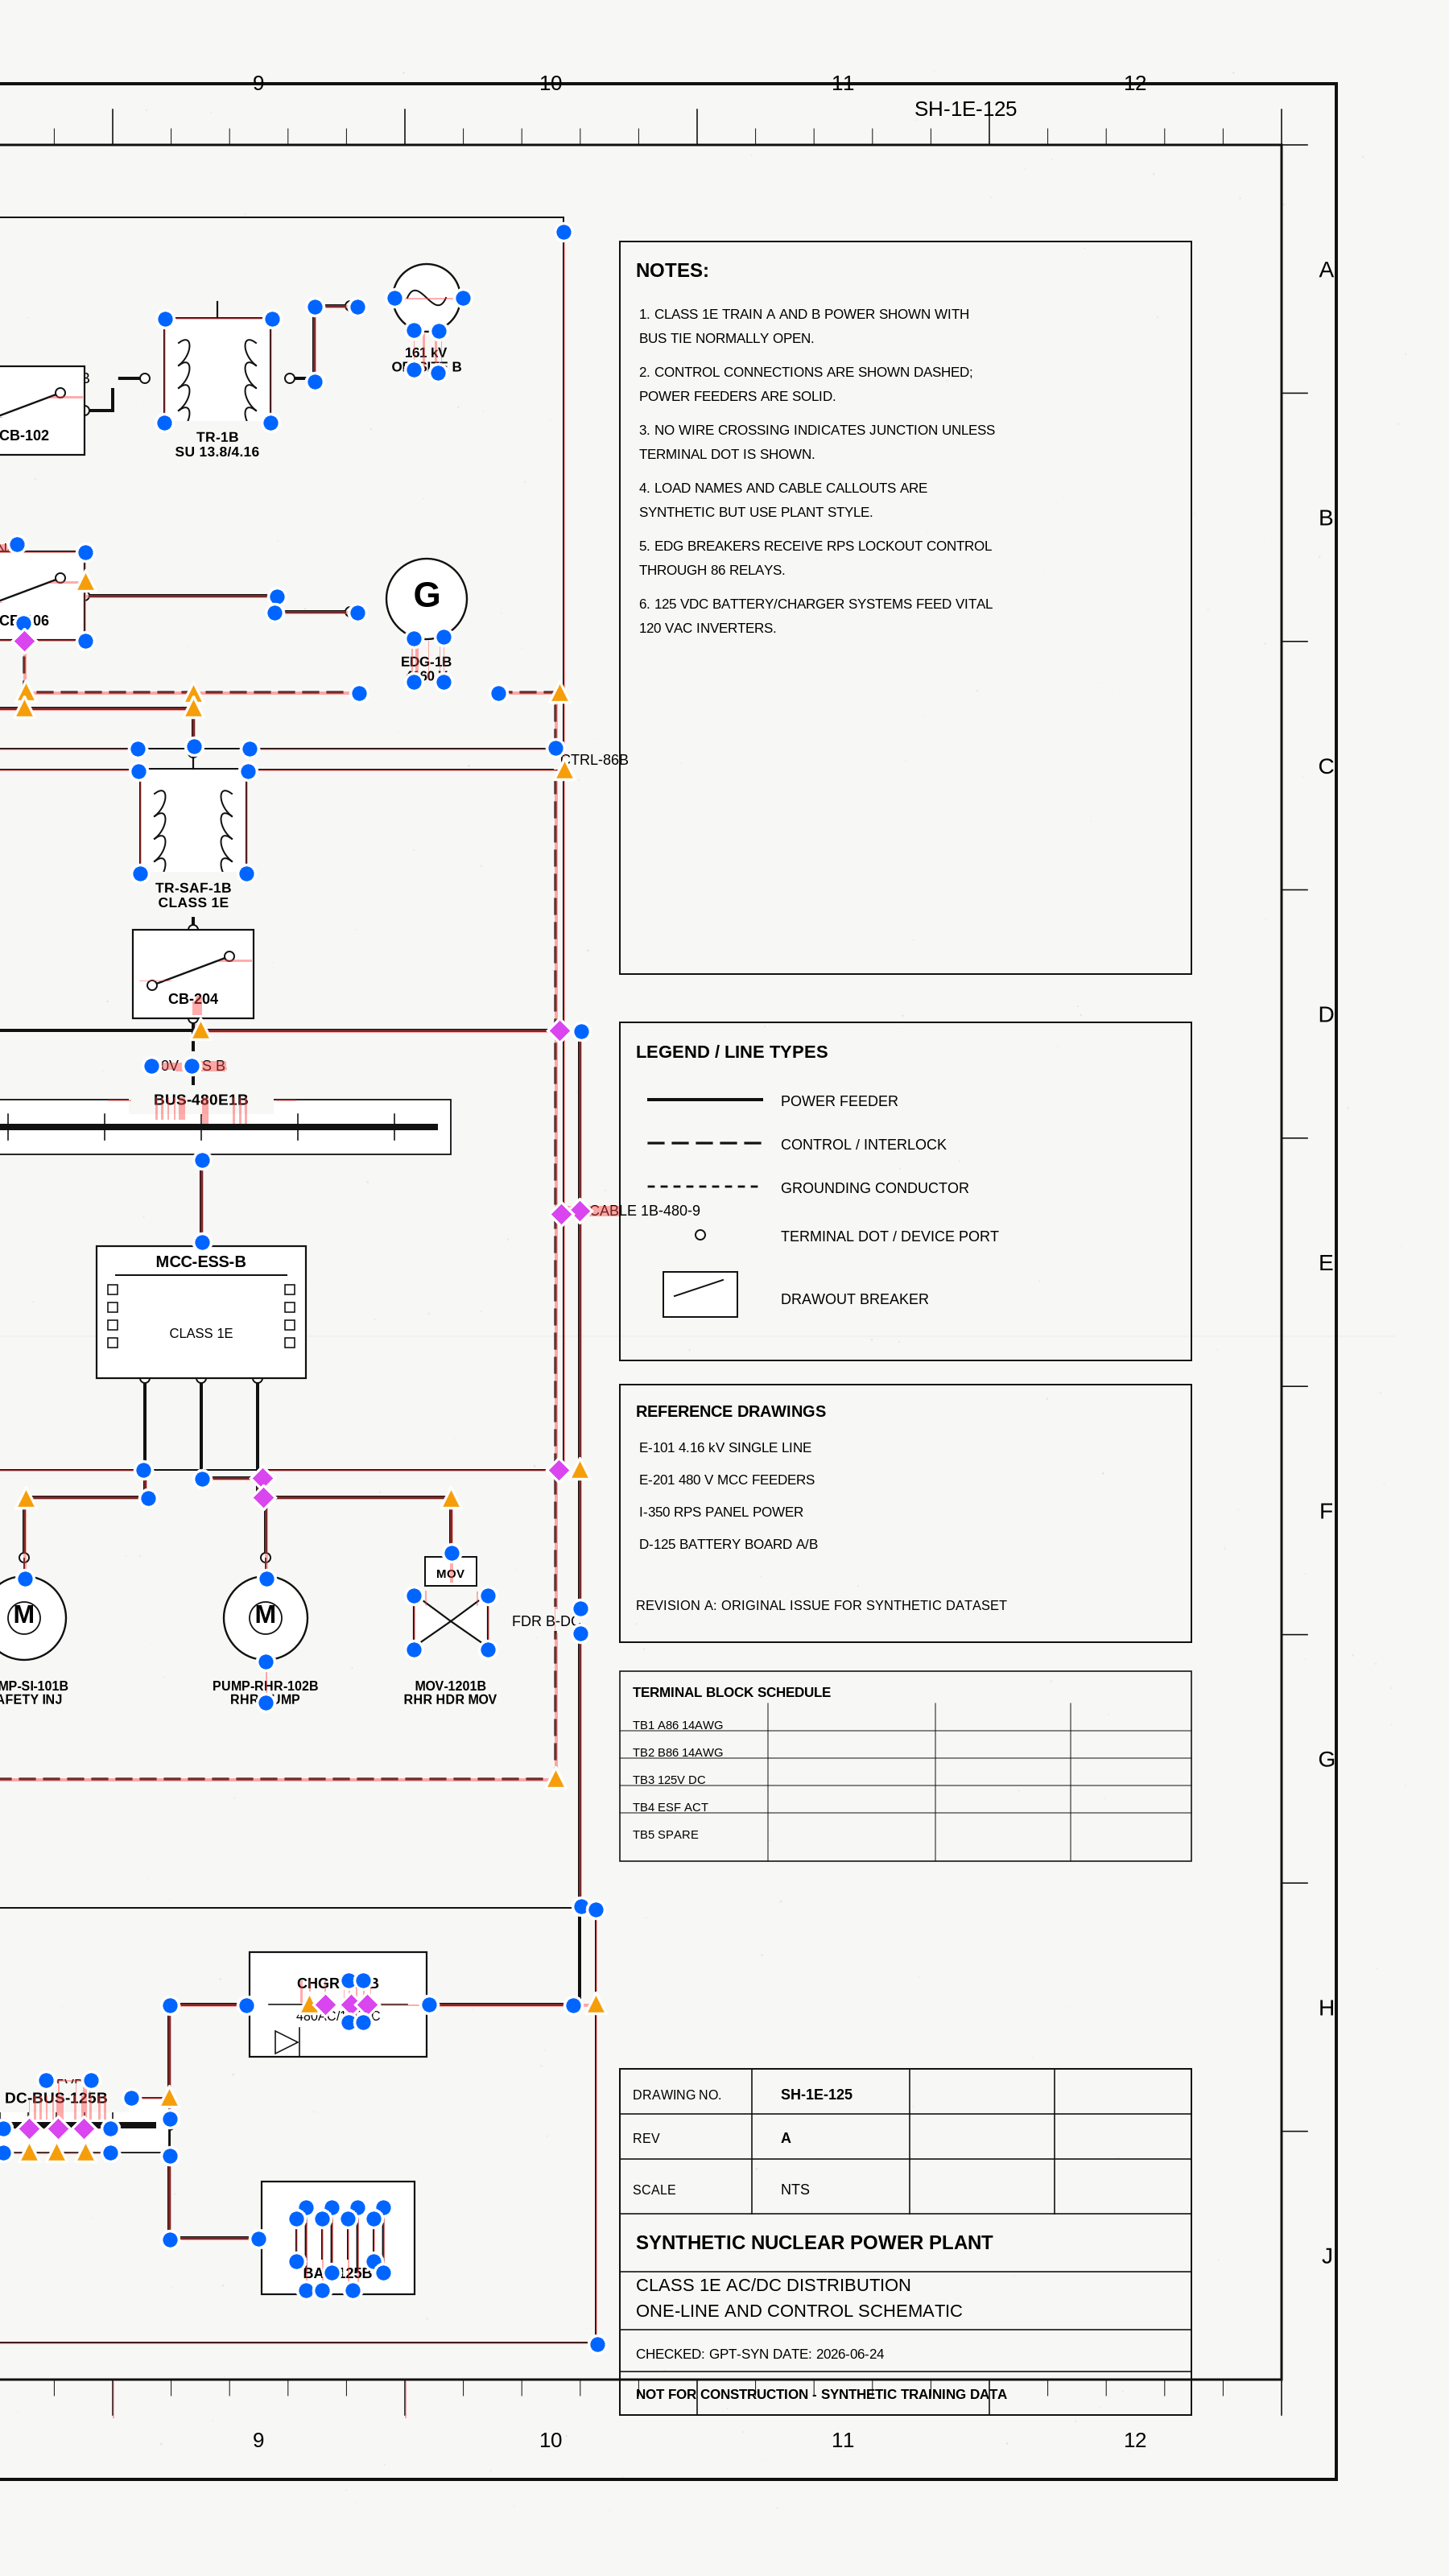 9 10 11 12
SH-1E-125
A
B
C
D
E
F
G
H
J
161 kV
B
CB-102
TR-1B
SU 13.8/4.16
G
EDG-1B
CTRL-86B
TR-SAF-1B
CLASS 1E
CB-204
BUS-480E1B
CABLE 1B-480-9
MCC-ESS-B
CLASS 1E
M
M
MOV
FDR B-DC
MP-SI-101B
AFETY INJ
PUMP-RHR-102B
RHR PUMP
MOV-1201B
RHR HDR MOV
DC-BUS-125B
NOTES:
1. CLASS 1E TRAIN A AND B POWER SHOWN WITH
BUS TIE NORMALLY OPEN.
2. CONTROL CONNECTIONS ARE SHOWN DASHED;
POWER FEEDERS ARE SOLID.
3. NO WIRE CROSSING INDICATES JUNCTION UNLESS
TERMINAL DOT IS SHOWN.
4. LOAD NAMES AND CABLE CALLOUTS ARE
SYNTHETIC BUT USE PLANT STYLE.
5. EDG BREAKERS RECEIVE RPS LOCKOUT CONTROL
THROUGH 86 RELAYS.
6. 125 VDC BATTERY/CHARGER SYSTEMS FEED VITAL
120 VAC INVERTERS.
LEGEND / LINE TYPES
POWER FEEDER
CONTROL / INTERLOCK
GROUNDING CONDUCTOR
TERMINAL DOT / DEVICE PORT
DRAWOUT BREAKER
REFERENCE DRAWINGS
E-101 4.16 kV SINGLE LINE
E-201 480 V MCC FEEDERS
I-350 RPS PANEL POWER
D-125 BATTERY BOARD A/B
REVISION A: ORIGINAL ISSUE FOR SYNTHETIC DATASET
TERMINAL BLOCK SCHEDULE
TB1 A86 14AWG
TB2 B86 14AWG
TB3 125V DC
TB4 ESF ACT
TB5 SPARE
DRAWING NO. SH-1E-125
REV A
SCALE NTS
SYNTHETIC NUCLEAR POWER PLANT
CLASS 1E AC/DC DISTRIBUTION
ONE-LINE AND CONTROL SCHEMATIC
CHECKED: GPT-SYN DATE: 2026-06-24
NOT FOR CONSTRUCTION - SYNTHETIC TRAINING DATA
9 10 11 12